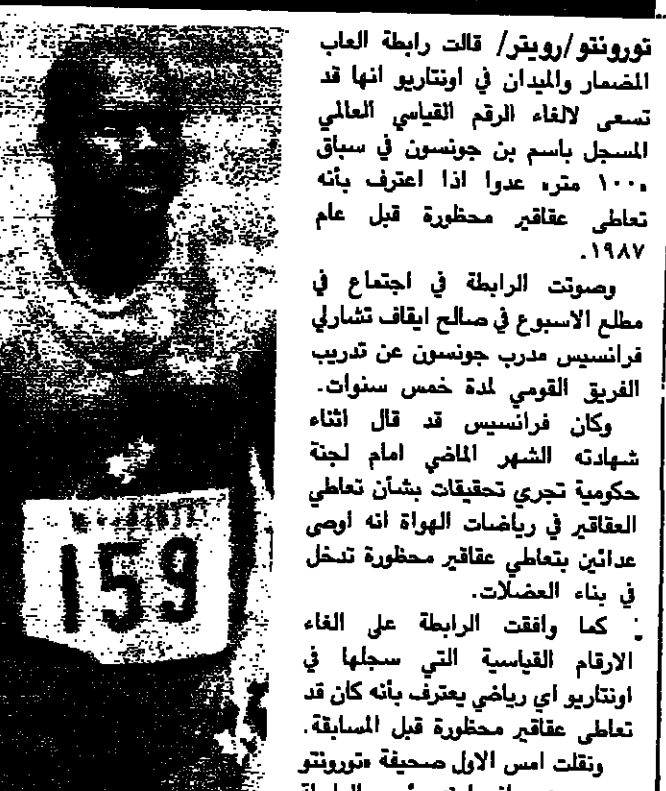 تورونتو/رويتر/ قالت رابطة العاب
المضمار والميدان في اونتاريو انها قد
تسعى لالغاء الرقم القياسي العالمي
المسجل باسم بن جونسون في سباق
«١٠٠ متر» عدوا اذا اعترف بأنه
تعاطى عقاقير محظورة قبل عام
١٩٨٧.
وصوتت الرابطة في اجتماع في
مطلع الاسبوع في صالح ايقاف تشارلي
فرانسيس مدرب جونسون عن تدريب
الفريق القومي لمدة خمس سنوات.
وكان فرانسيس قد قال اثناء
شهادته الشهر الماضي امام لجنة
حكومية تجري تحقيقات بشأن تعاطي
العقاقير في رياضات الهواة انه اوصى
عدائين بتعاطي عقاقير محظورة تدخل
في بناء العضلات.
كما وافقت الرابطة على الغاء
الارقام القياسية التي سجلها في
اونتاريو اي رياضي يعترف بأنه كان قد
تعاطى عقاقير محظورة قبل المسابقة.
ونقلت امس الاول صحيفة «تورونتو
159